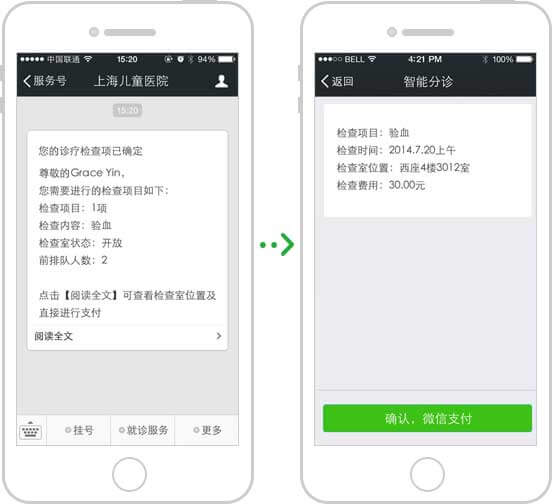 中国联通 15:20 94%
服务号 上海儿童医院
15:20
您的诊疗检查项已确定
尊敬的Grace Yin,
您需要进行的检查项目如下:
检查项目: 1项
检查内容: 验血
检查室状态: 开放
前排队人数: 2
点击【阅读全文】可查看检查室位置及
直接进行支付
阅读全文
挂号 就诊服务 更多
BELL 4:21 PM 100%
返回 智能分诊
检查项目: 验血
检查时间: 2014.7.20上午
检查室位置: 西座4楼3012室
检查费用: 30.00元
确认，微信支付